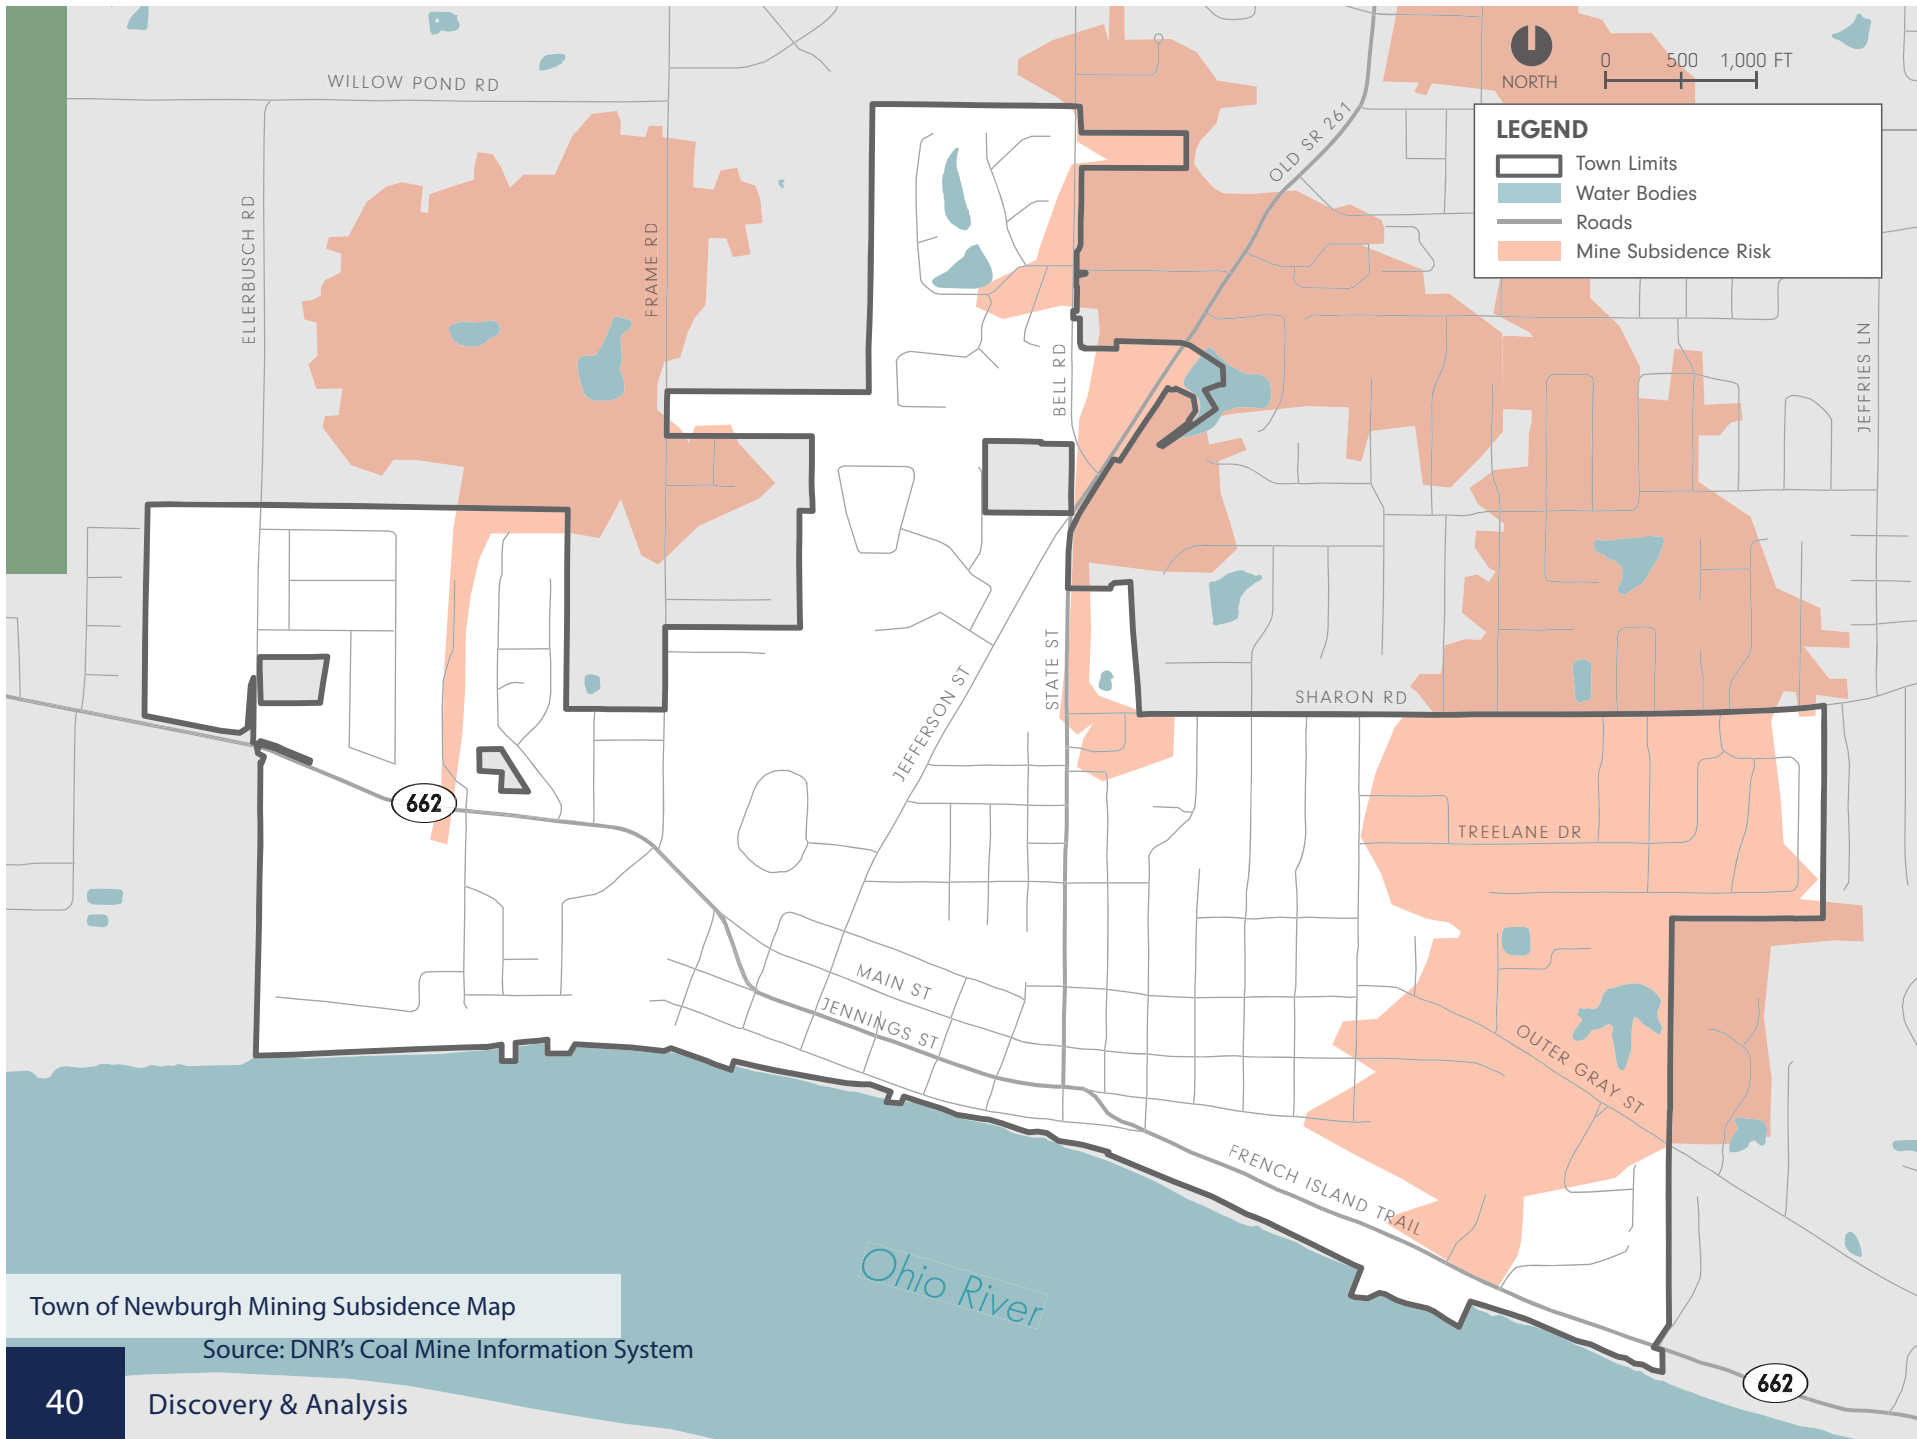 WILLOW POND RD
NORTH
0 500 1,000 FT
OLD SR 261
LEGEND
Town Limits
Water Bodies
Roads
Mine Subsidence Risk
ELLERBUSCH RD
FRAME RD
BELL RD
JEFFRIES LN
STATE ST
JEFFERSON ST
SHARON RD
662
TREELANE DR
MAIN ST
JENNINGS ST
OUTER GRAY ST
FRENCH ISLAND TRAIL
Ohio River
Town of Newburgh Mining Subsidence Map
Source: DNR's Coal Mine Information System
662
40
Discovery & Analysis